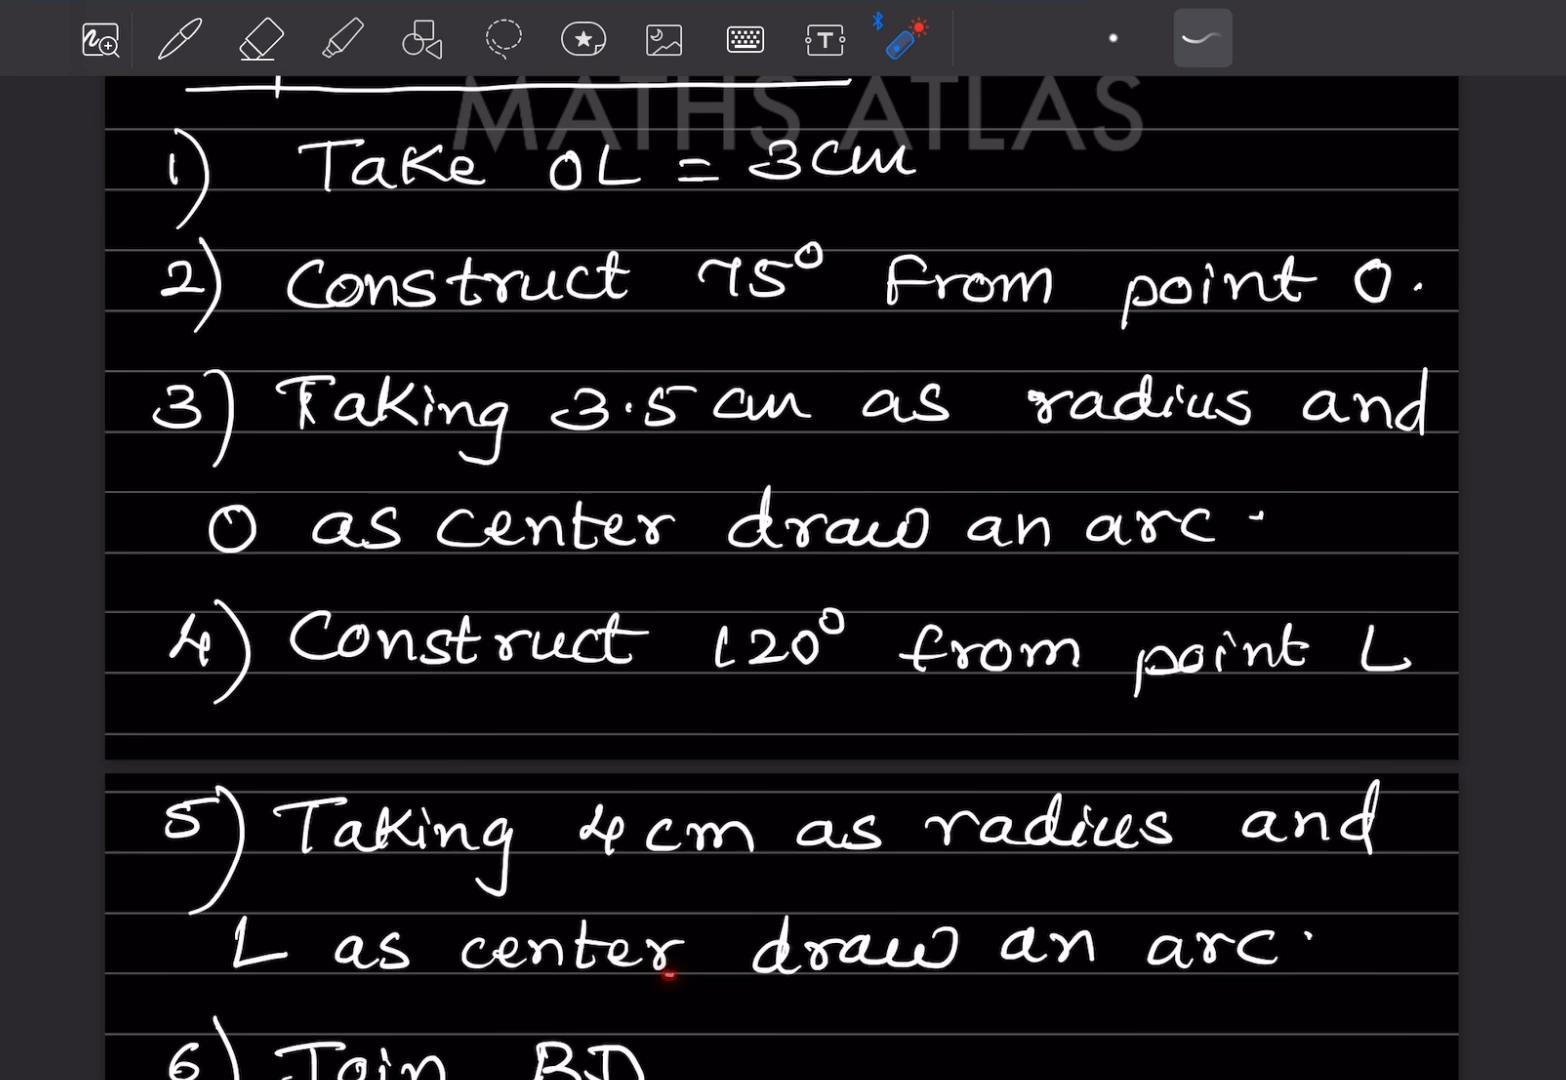 MATHS ATLAS
1) Take OL = 3cm
2) Construct 75° from point O.
3) Taking 3.5 cm as radius and
O as center draw an arc.
4) Construct 120° from point L
5) Taking 4 cm as radius and
L as center draw an arc.
6) Join BD